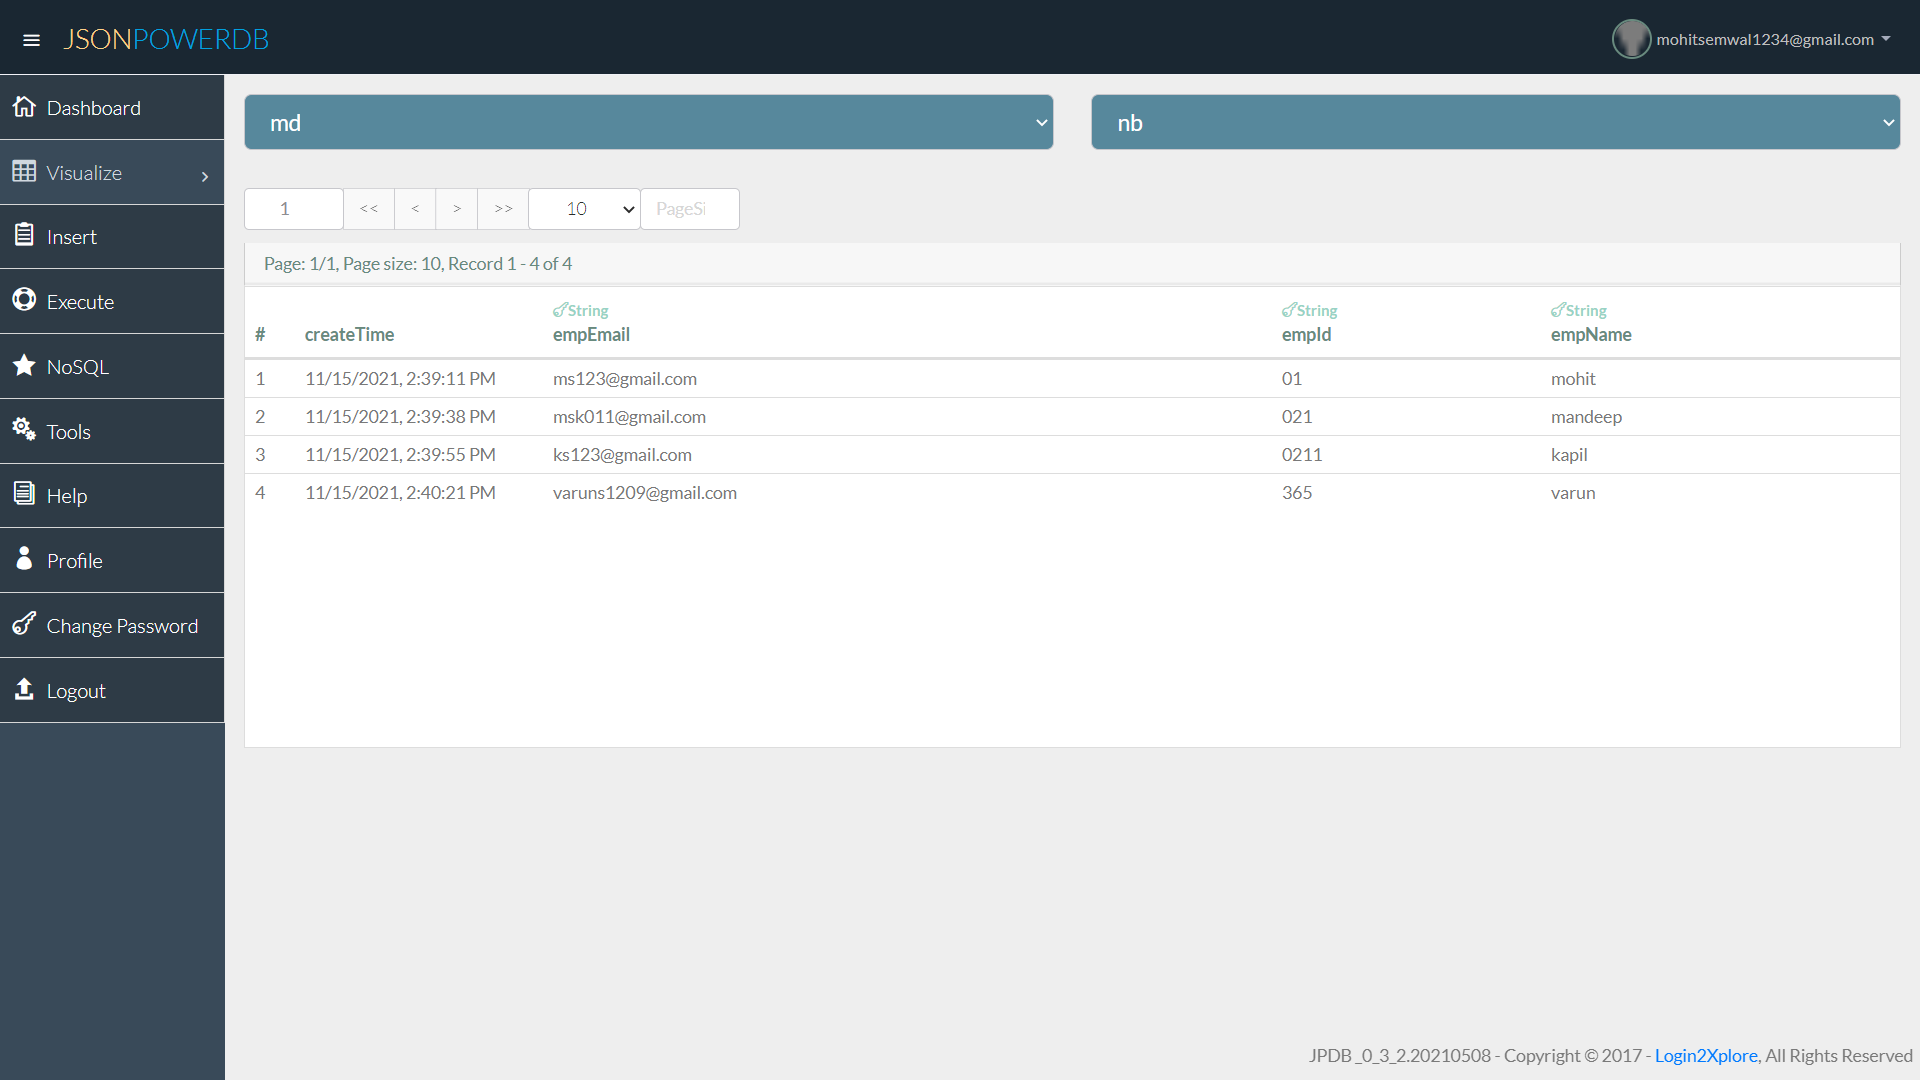 JSONPOWERDB
mohitsemwal1234@gmail.com
Dashboard
Visualize
Insert
Execute
NoSQL
Tools
Help
Profile
Change Password
Logout
md
nb
1 << < > >> 10 PageSi
Page: 1/1, Page size: 10, Record 1 - 4 of 4
String String String
# createTime empEmail empId empName
1 11/15/2021, 2:39:11 PM ms123@gmail.com 01 mohit
2 11/15/2021, 2:39:38 PM msk011@gmail.com 021 mandeep
3 11/15/2021, 2:39:55 PM ks123@gmail.com 0211 kapil
4 11/15/2021, 2:40:21 PM varuns1209@gmail.com 365 varun
JPDB_0_3_2.20210508 - Copyright © 2017 - Login2Xplore, All Rights Reserved